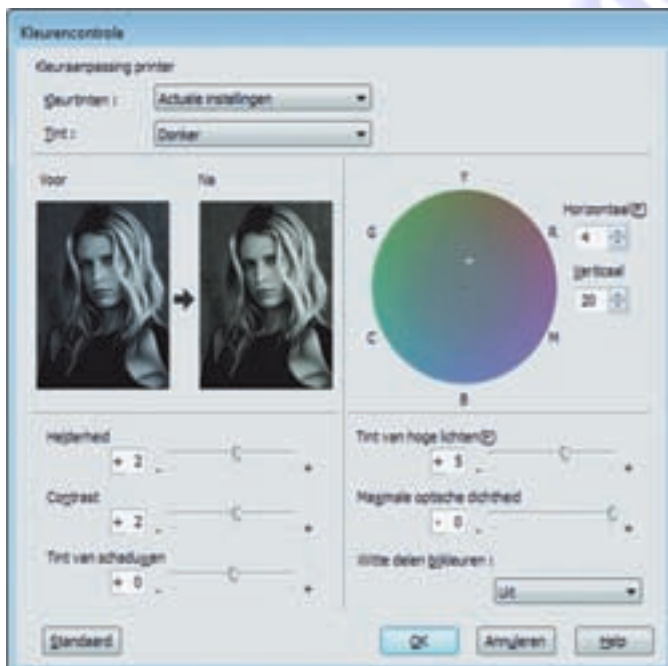 Kleurencontrole
Kleuraanpassing printer
Kleurtinten : Actuele instellingen
Tint : Donker
Voor Na
Y
G R
C M
B
Horizontaal
4
Verticaal
20
Helderheid
+ 2 - +
Contrast
+ 2 - +
Tint van schaduwen
+ 0 - +
Tint van hoge lichten
+ 5 - +
Maximale optische dichtheid
- 0 - +
Witte delen bijkleuren :
Uit
Standaard OK Annuleren Help